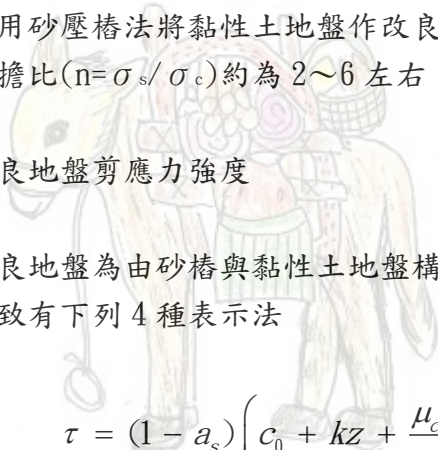 用砂壓樁法將黏性土地盤作改良
擔比(n=σs/σc)約為 2～6 左右
良地盤剪應力強度
良地盤為由砂樁與黏性土地盤構
致有下列 4 種表示法
τ = (1 − a_s)(c_0 + kz + μ_c